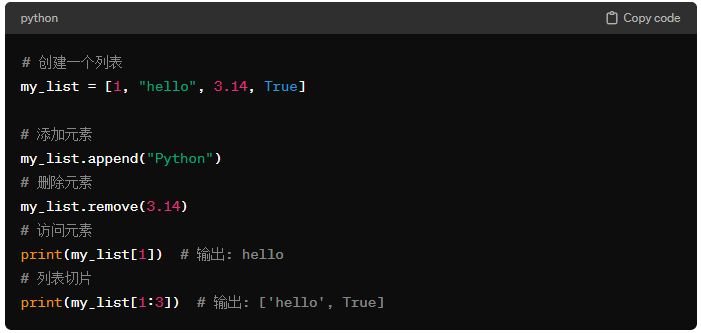 python
Copy code
# 创建一个列表
my_list = [1, "hello", 3.14, True]
# 添加元素
my_list.append("Python")
# 删除元素
my_list.remove(3.14)
# 访问元素
print(my_list[1])  # 输出: hello
# 列表切片
print(my_list[1:3])  # 输出: ['hello', True]